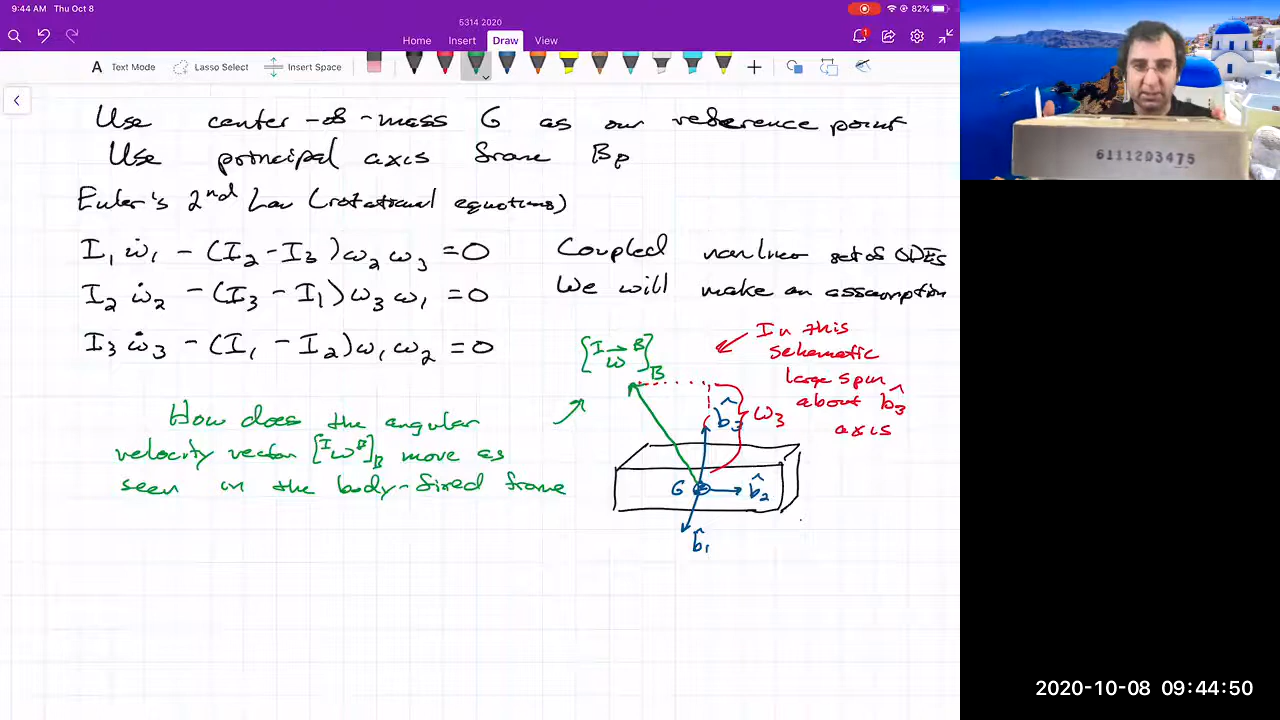 9:44 AM Thu Oct 8
82%
5314 2020
Home Insert Draw View
A Text Mode Lasso Select Insert Space
Use center-of-mass G as our reference point
Use principal axis frame Bp
Euler's 2nd Law (rotational equations)
I₁ ω̇₁ − (I₂ − I₃) ω₂ ω₃ = 0
I₂ ω̇₂ − (I₃ − I₁) ω₃ ω₁ = 0
I₃ ω̇₃ − (I₁ − I₂) ω₁ ω₂ = 0
Coupled nonlinear set of ODEs
We will make an assumption
In this
schematic
large spin
about b̂₃
axis
[ᴵω⃗ᴮ]_B
ω₃
b̂₃
G
b̂₂
b̂₁
How does the angular
velocity vector [ᴵωᴮ]_B move as
seen in the body-fixed frame
6111203475
2020-10-08 09:44:50